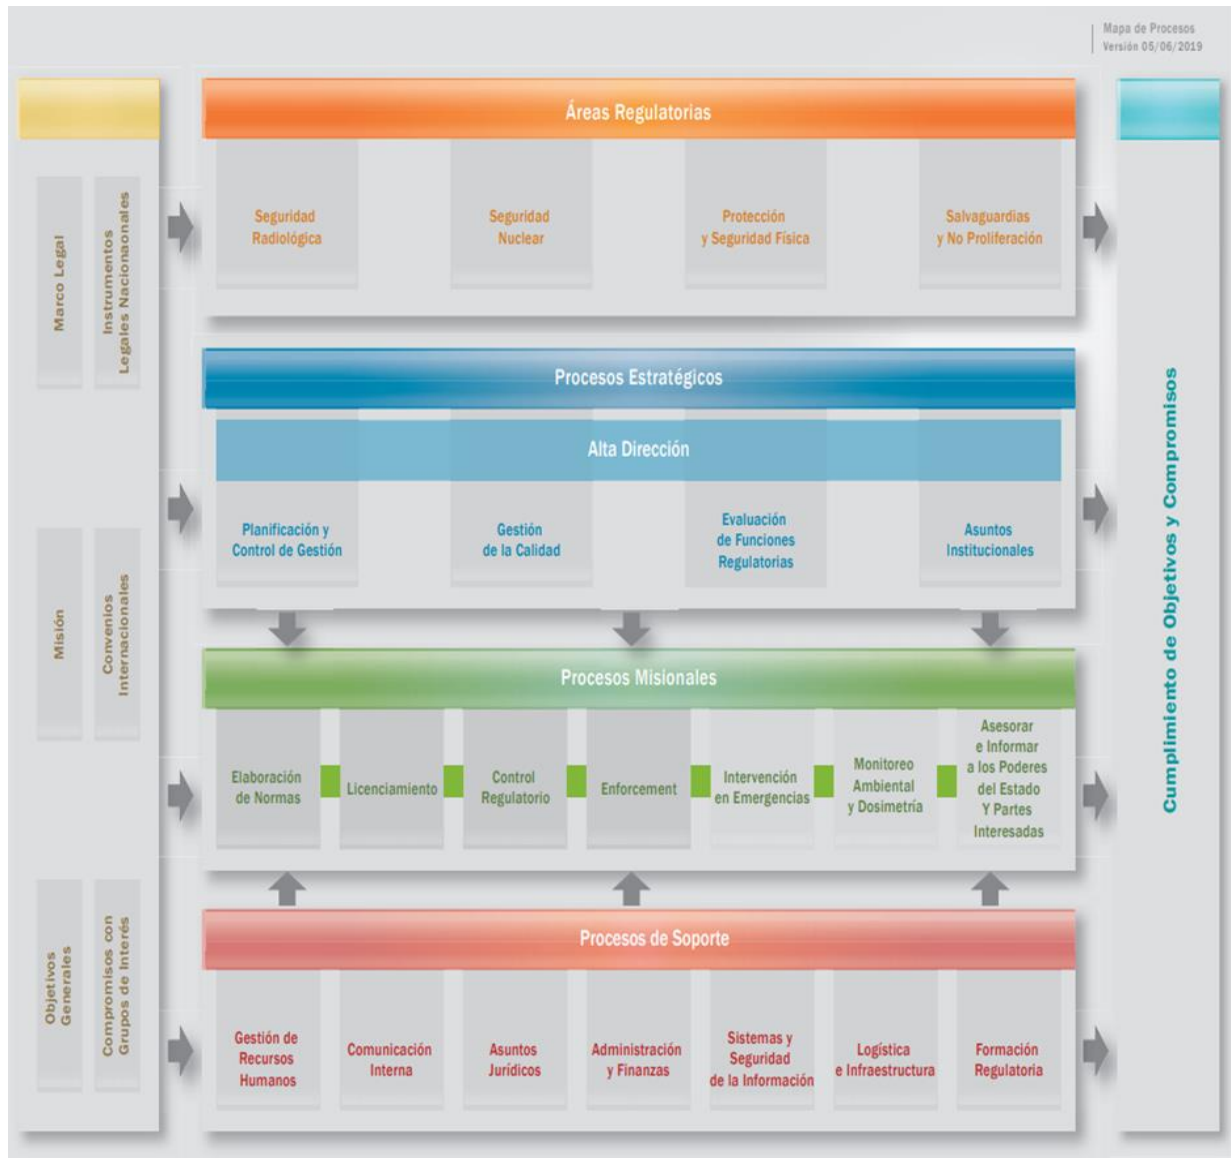 Mapa de Procesos
Versión 05/06/2019
Marco Legal
Instrumentos
Legales Nacionaonales
Misión
Convenios
Internacionales
Objetivos
Generales
Compromisos con
Grupos de Interés
Áreas Regulatorias
Seguridad
Radiológica
Seguridad
Nuclear
Protección
y Seguridad Física
Salvaguardias
y No Proliferación
Procesos Estratégicos
Alta Dirección
Planificación y
Control de Gestión
Gestión
de la Calidad
Evaluación
de Funciones
Regulatorias
Asuntos
Institucionales
Procesos Misionales
Elaboración
de Normas
Licenciamiento
Control
Regulatorio
Enforcement
Intervención
en Emergencias
Monitoreo
Ambiental
y Dosimetría
Asesorar
e Informar
a los Poderes
del Estado
Y Partes
Interesadas
Procesos de Soporte
Gestión de
Recursos
Humanos
Comunicación
Interna
Asuntos
Jurídicos
Administración
y Finanzas
Sistemas y
Seguridad
de la Información
Logística
e Infraestructura
Formación
Regulatoria
Cumplimiento de Objetivos y Compromisos